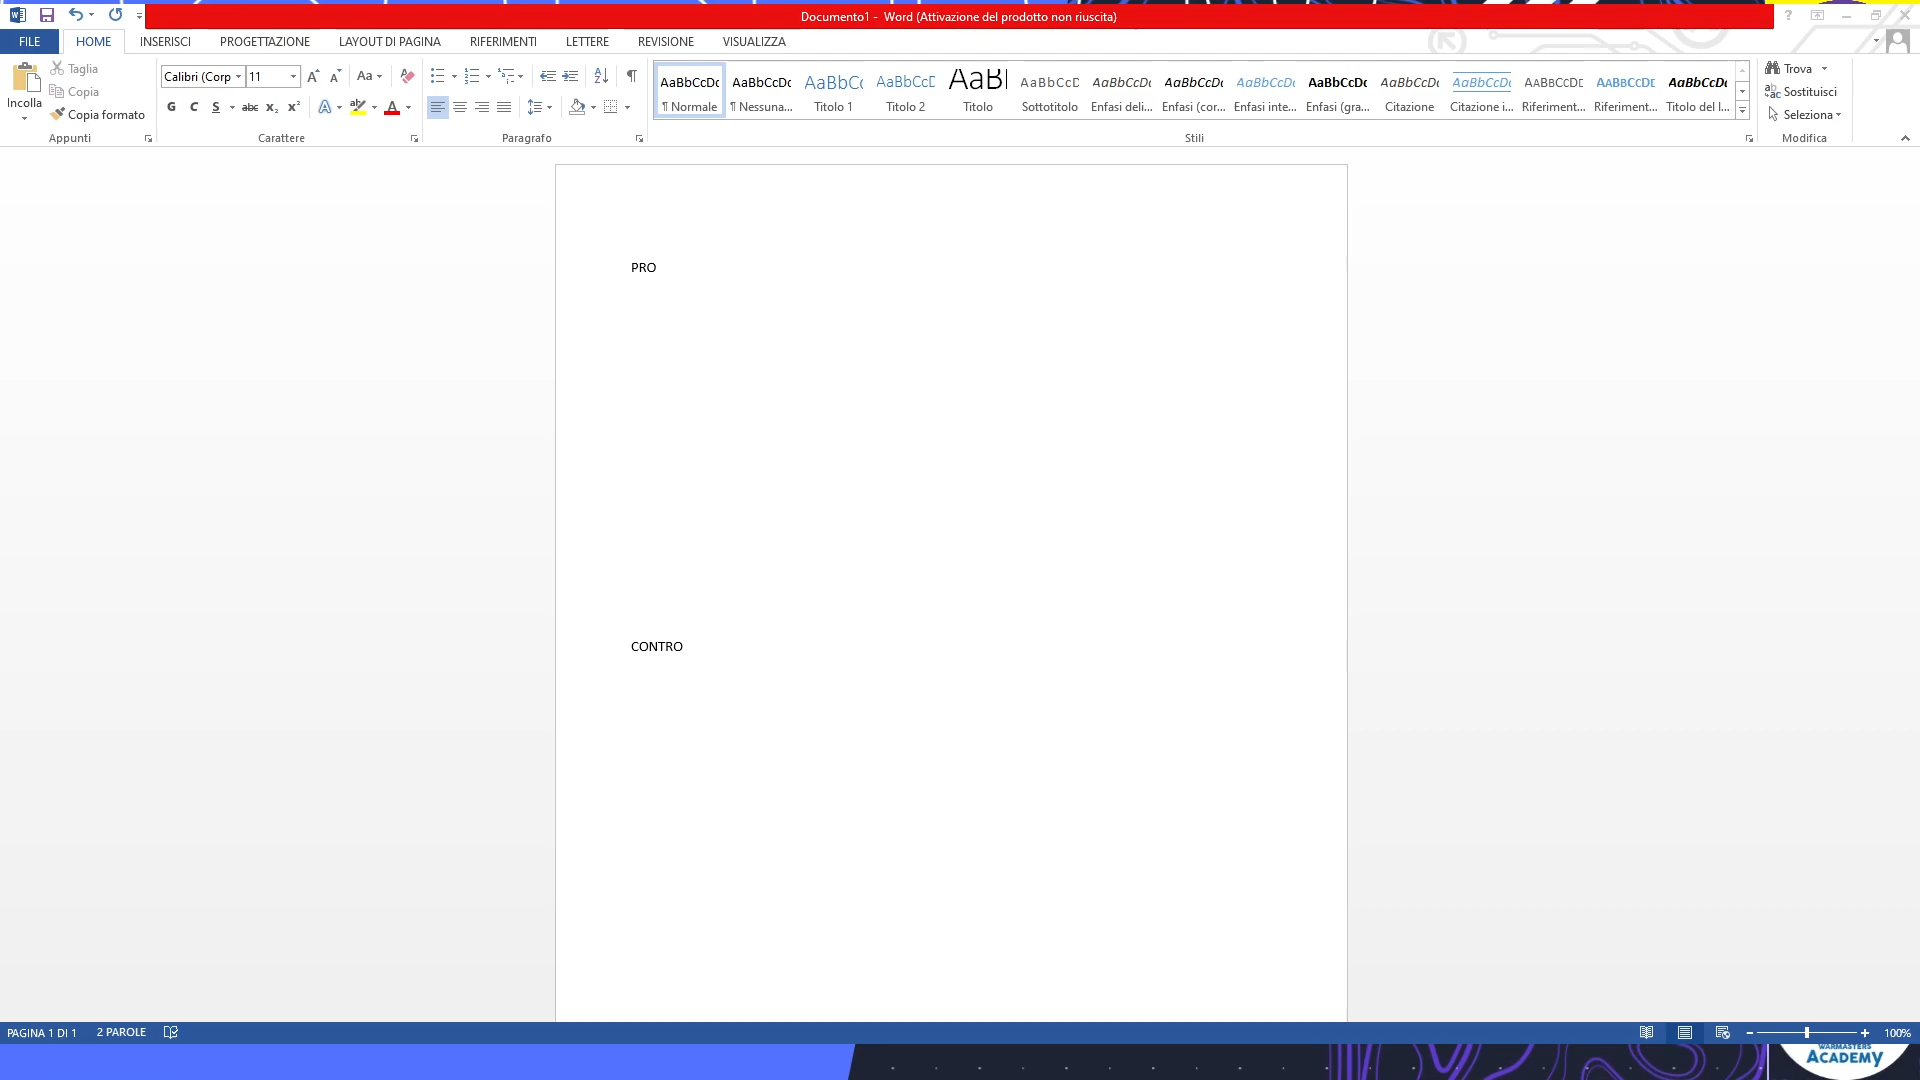 Documento1 - Word (Attivazione del prodotto non riuscita)
FILE HOME INSERISCI PROGETTAZIONE LAYOUT DI PAGINA RIFERIMENTI LETTERE REVISIONE VISUALIZZA
Incolla
Taglia
Copia
Copia formato
Appunti
Calibri (Corp 11
Aa
G C S abc x₂ x²
Carattere
Paragrafo
AaBbCcDc AaBbCcDc AaBbCc AaBbCcD AaBl AaBbCcD AaBbCcDc AaBbCcDc AaBbCcDc AaBbCcDc AaBbCcDc AaBbCcDc AABBCCDD AABBCCDD AaBbCcDc
¶ Normale ¶ Nessuna... Titolo 1 Titolo 2 Titolo Sottotitolo Enfasi deli... Enfasi (cor... Enfasi inte... Enfasi (gra... Citazione Citazione i... Riferiment... Riferiment... Titolo del l...
Stili
Trova
Sostituisci
Seleziona
Modifica
PRO
CONTRO
PAGINA 1 DI 1 2 PAROLE 100%
WARMASTERS
ACADEMY